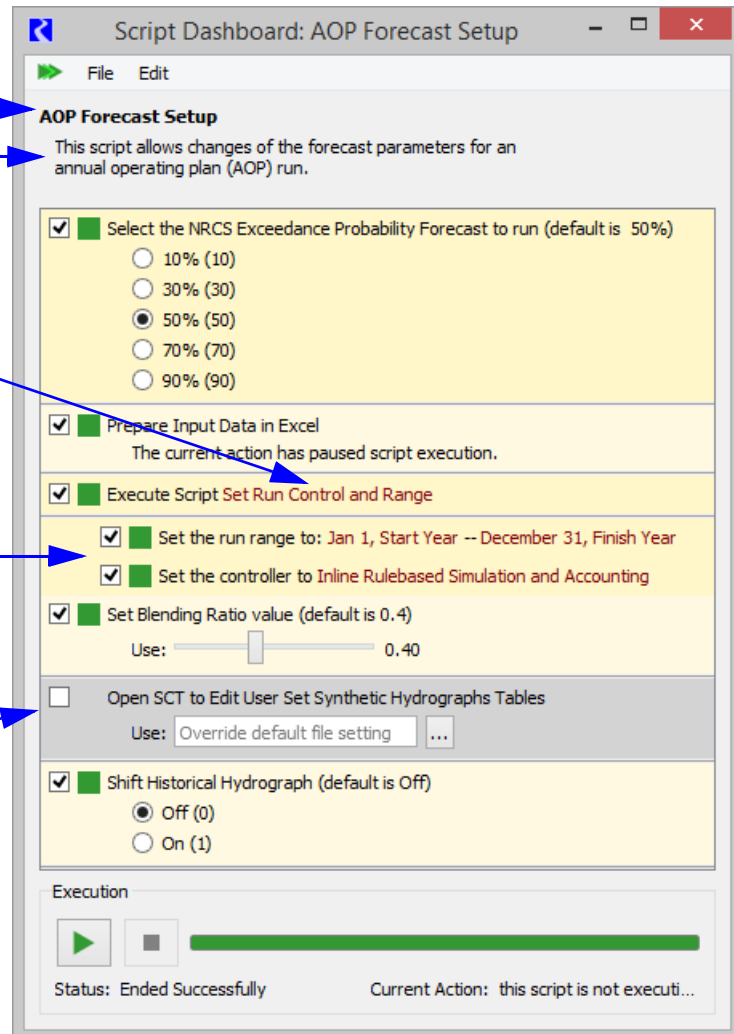 Script Dashboard: AOP Forecast Setup
File Edit
AOP Forecast Setup
This script allows changes of the forecast parameters for an
annual operating plan (AOP) run.
Select the NRCS Exceedance Probability Forecast to run (default is 50%)
10% (10)
30% (30)
50% (50)
70% (70)
90% (90)
Prepare Input Data in Excel
The current action has paused script execution.
Execute Script Set Run Control and Range
Set the run range to: Jan 1, Start Year -- December 31, Finish Year
Set the controller to Inline Rulebased Simulation and Accounting
Set Blending Ratio value (default is 0.4)
Use: 0.40
Open SCT to Edit User Set Synthetic Hydrographs Tables
Use: Override default file setting ...
Shift Historical Hydrograph (default is Off)
Off (0)
On (1)
Execution
Status: Ended Successfully Current Action: this script is not executi...